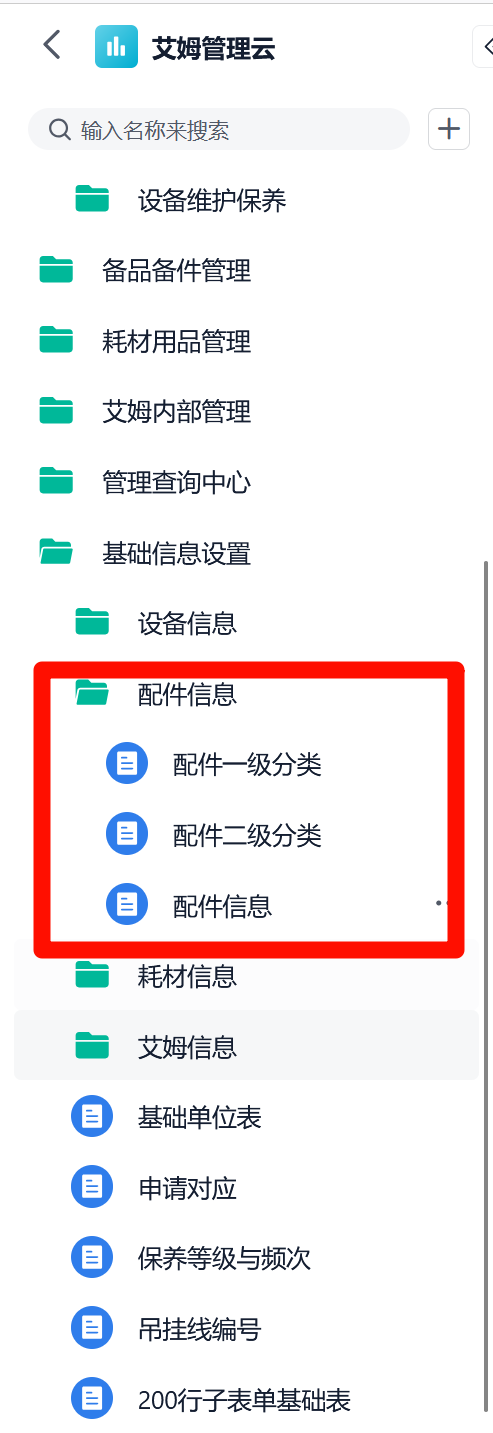 艾姆管理云
输入名称来搜索
设备维护保养
备品备件管理
耗材用品管理
艾姆内部管理
管理查询中心
基础信息设置
设备信息
配件信息
配件一级分类
配件二级分类
配件信息
耗材信息
艾姆信息
基础单位表
申请对应
保养等级与频次
吊挂线编号
200行子表单基础表